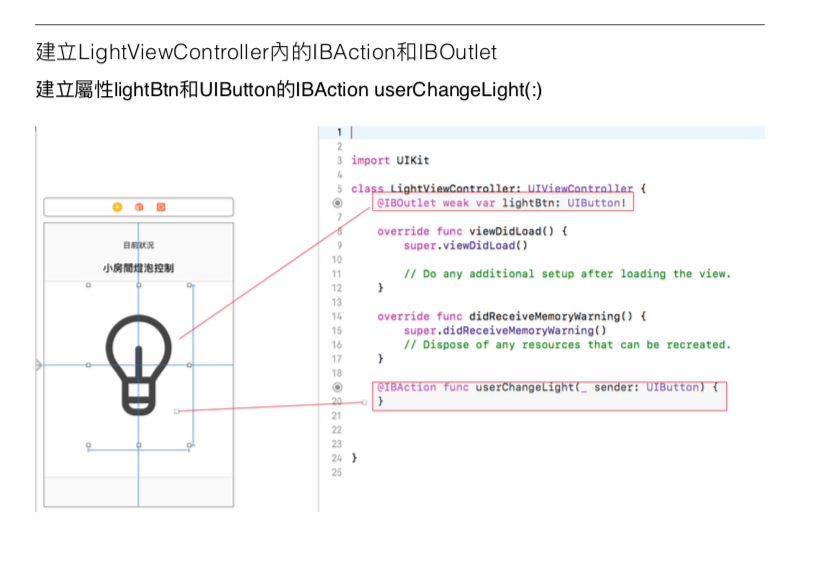 建立LightViewController內的IBAction和IBOutlet
建立屬性lightBtn和UIButton的IBAction userChangeLight(:)
目前狀況
小房間燈泡控制
1
2
3 import UIKit
4
5 class LightViewController: UIViewController {
@IBOutlet weak var lightBtn: UIButton!
7
8 override func viewDidLoad() {
9 super.viewDidLoad()
10
11 // Do any additional setup after loading the view.
12 }
13
14 override func didReceiveMemoryWarning() {
15 super.didReceiveMemoryWarning()
16 // Dispose of any resources that can be recreated.
17 }
18
@IBAction func userChangeLight(_ sender: UIButton) {
20 }
21
22
23
24 }
25